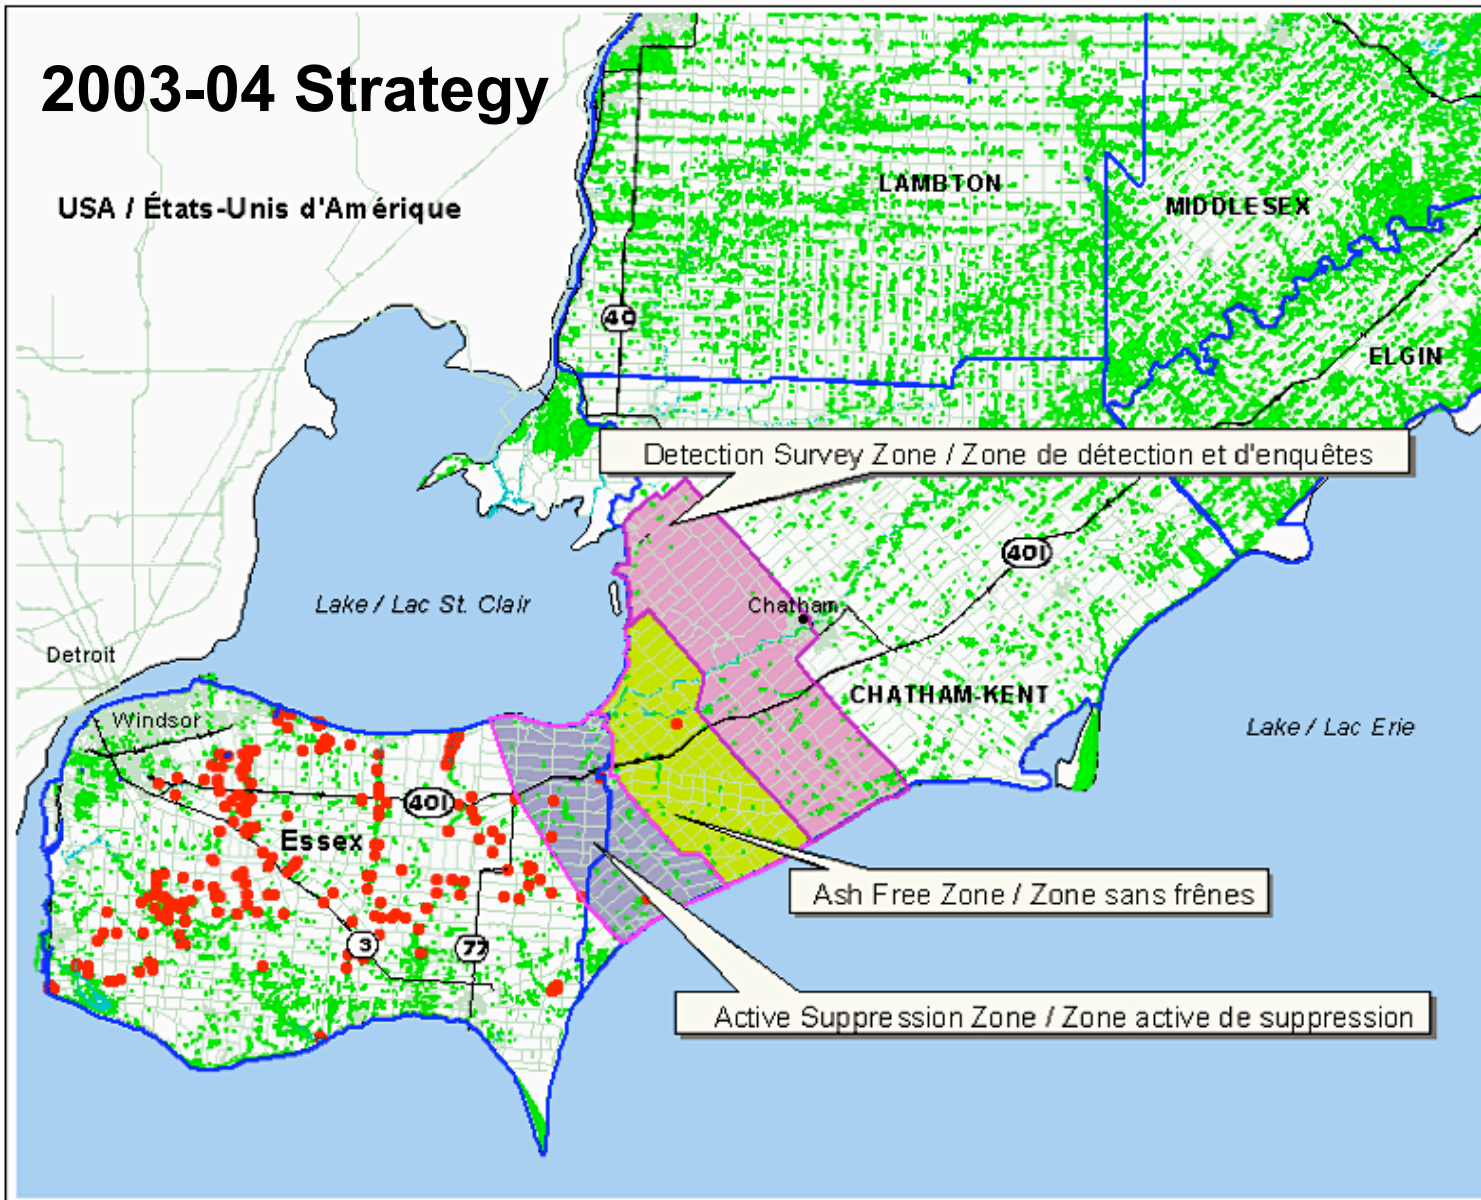 2003-04 Strategy
USA / États-Unis d'Amérique
LAMBTON
MIDDLESEX
40
ELGIN
Detection Survey Zone / Zone de détection et d'enquêtes
401
Lake / Lac St. Clair
Chatham
Detroit
CHATHAM-KENT
Windsor
Lake / Lac Erie
401
Essex
Ash Free Zone / Zone sans frênes
3
77
Active Suppression Zone / Zone active de suppression